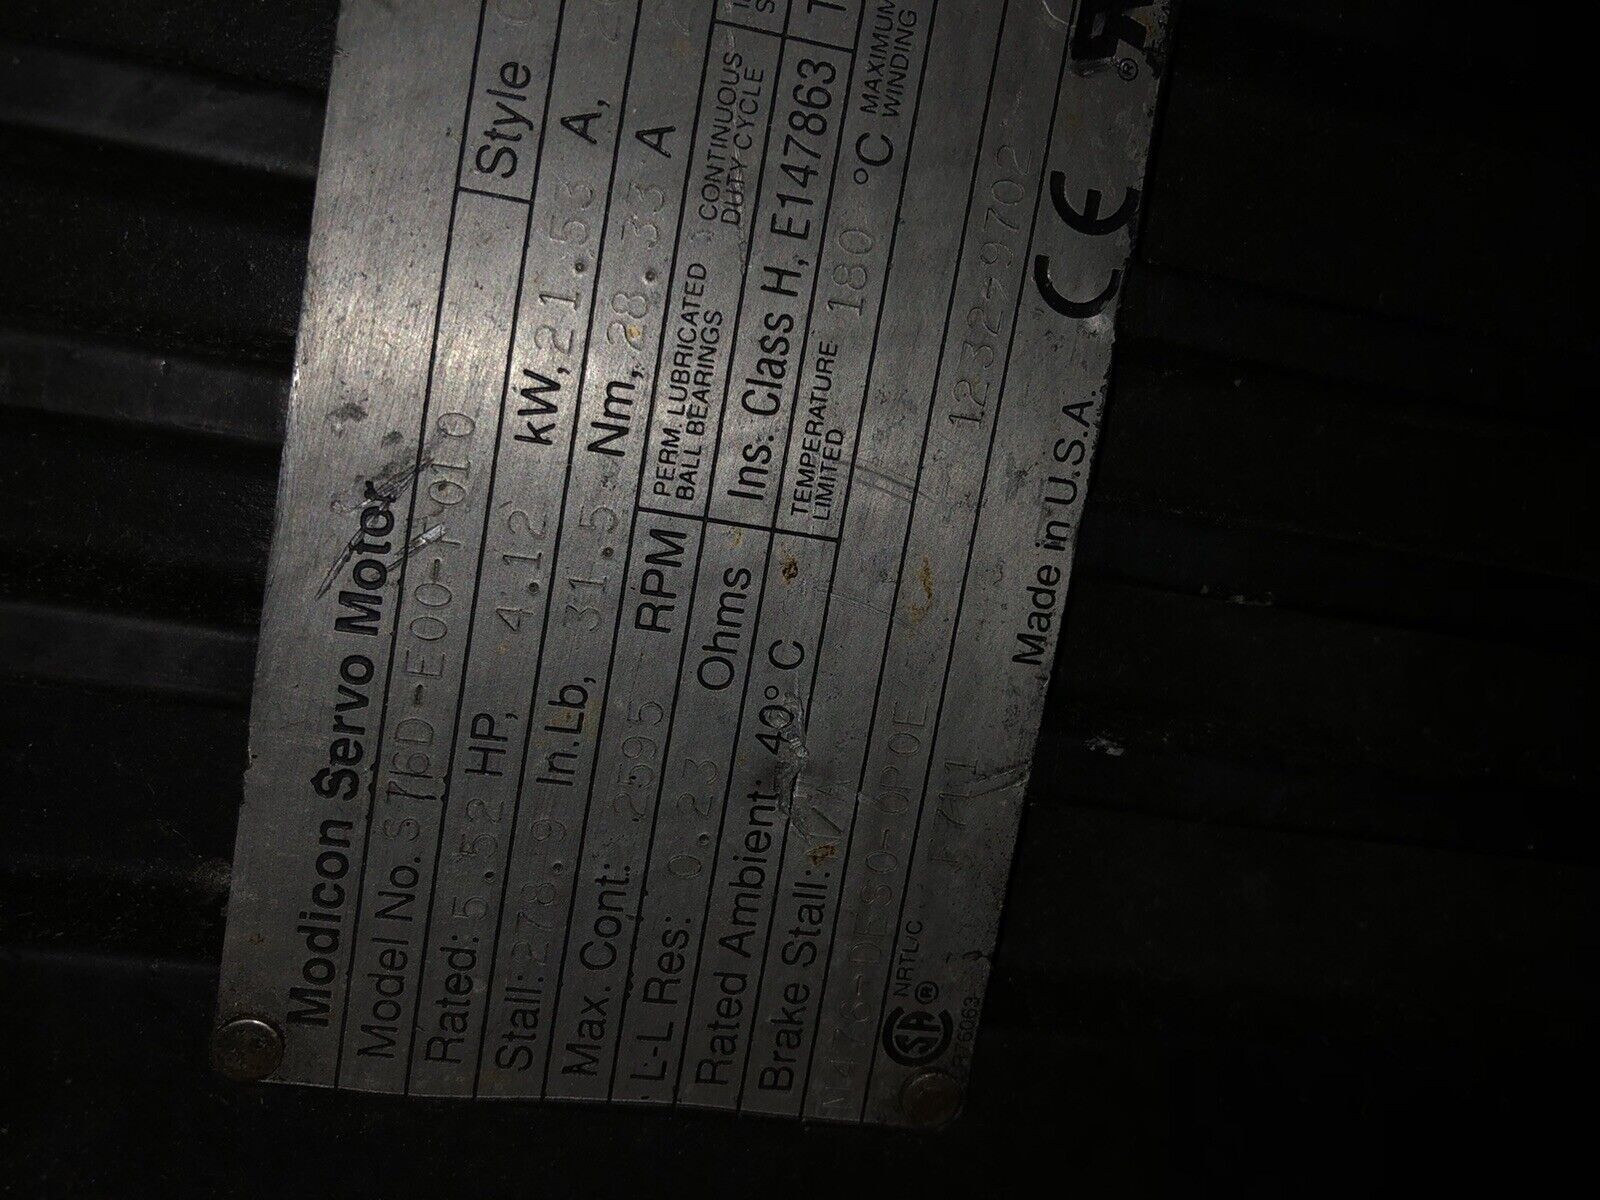 Modicon Servo Motor
Model No. S76D-E00-F010
Rated: 5.52 HP, 4.12 kW, 21.53 A,
Style
Stall: 278.9 In.Lb, 31.5 Nm, 28.33 A
Max. Cont.: 2595 RPM
PERM. LUBRICATED BALL BEARINGS
CONTINUOUS DUTY CYCLE
L-L Res: 0.23 Ohms
Ins. Class H, E147863
Rated Ambient: 40° C
TEMPERATURE LIMITED 180 °C MAXIMUM WINDING
Brake Stall:
1232-9702
NRTL/C
Made in U.S.A.
CE